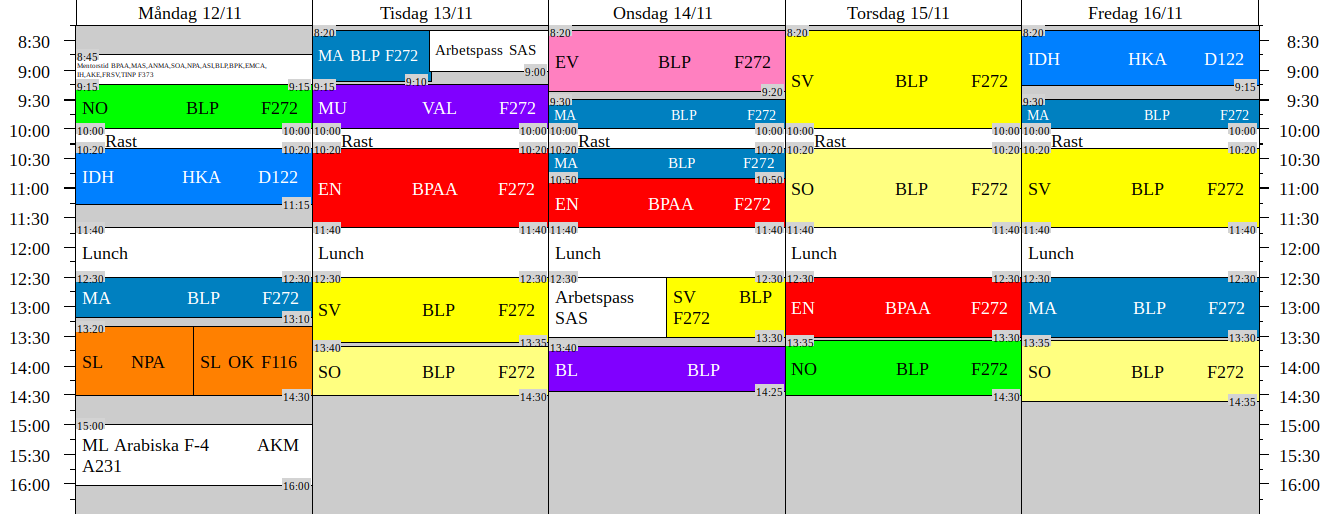 Måndag 12/11
Tisdag 13/11
Onsdag 14/11
Torsdag 15/11
Fredag 16/11
8:30
9:00
9:30
10:00
10:30
11:00
11:30
12:00
12:30
13:00
13:30
14:00
14:30
15:00
15:30
16:00
8:45
Mentorstid BPAA,MAS,ANMA,SOA,NPA,ASI,BLP,BPK,EMCA,
IH,AKE,FRSV,TINP F373
9:15 9:15
NO BLP F272
10:00 10:00
Rast
10:20 10:20
IDH HKA D122
11:15
11:40
Lunch
12:30 12:30
MA BLP F272
13:10
13:20
SL NPA
SL OK F116
14:30
15:00
ML Arabiska F-4 AKM
A231
16:00
8:20
MA BLP F272
9:10
Arbetspass SAS
9:00
9:15
MU VAL F272
10:00 10:00
Rast
10:20 10:20
EN BPAA F272
11:40 11:40
Lunch
12:30 12:30
SV BLP F272
13:35
13:40
SO BLP F272
14:30
8:20
EV BLP F272
9:20
9:30
MA BLP F272
10:00 10:00
Rast
10:20 10:20
MA BLP F272
10:50 10:50
EN BPAA F272
11:40 11:40
Lunch
12:30 12:30
Arbetspass
SAS
SV BLP
F272
13:30
13:40
BL BLP
14:25
8:20
SV BLP F272
10:00 10:00
Rast
10:20 10:20
SO BLP F272
11:40 11:40
Lunch
12:30 12:30
EN BPAA F272
13:30
13:35
NO BLP F272
14:30
8:20
IDH HKA D122
9:15
9:30
MA BLP F272
10:00 10:00
Rast
10:20 10:20
SV BLP F272
11:40 11:40
Lunch
12:30 12:30
MA BLP F272
13:30
13:35
SO BLP F272
14:35
8:30
9:00
9:30
10:00
10:30
11:00
11:30
12:00
12:30
13:00
13:30
14:00
14:30
15:00
15:30
16:00